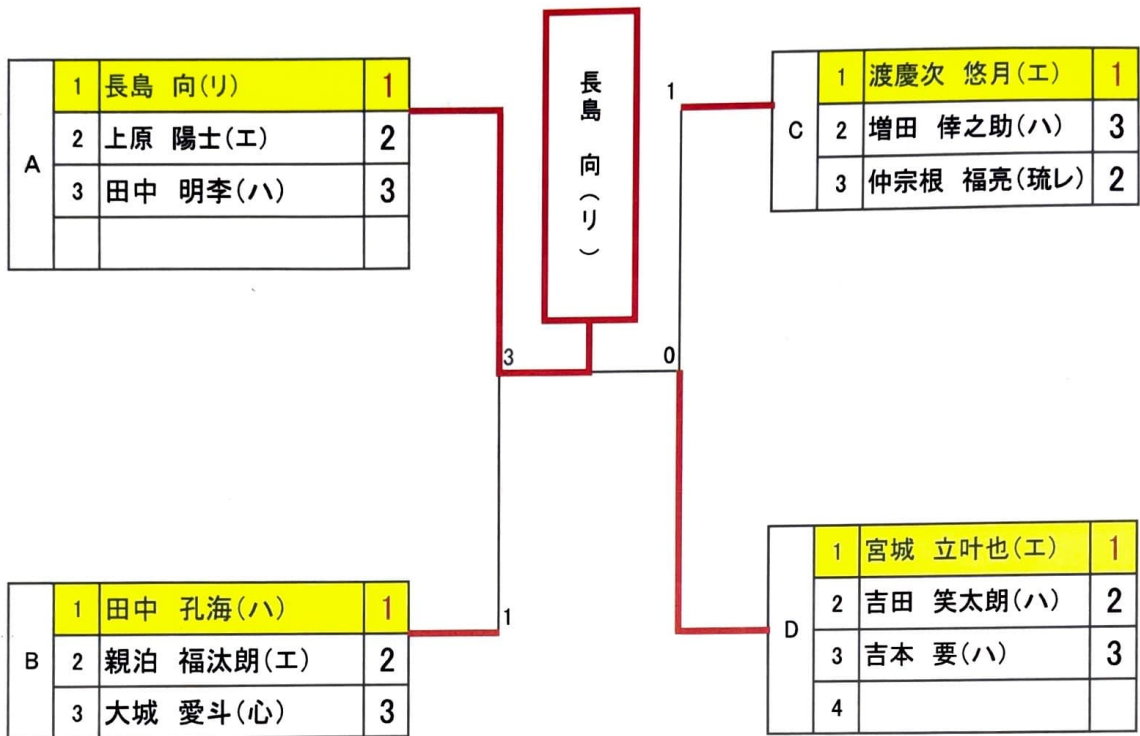 A
1 長島 向(リ) 1
2 上原 陽士(エ) 2
3 田中 明李(ハ) 3
長島 向(リ)
1
C
1 渡慶次 悠月(エ) 1
2 増田 倖之助(ハ) 3
3 仲宗根 福亮(琉レ) 2
3
0
B
1 田中 孔海(ハ) 1
2 親泊 福汰朗(エ) 2
3 大城 愛斗(心) 3
1
D
1 宮城 立叶也(エ) 1
2 吉田 笑太朗(ハ) 2
3 吉本 要(ハ) 3
4